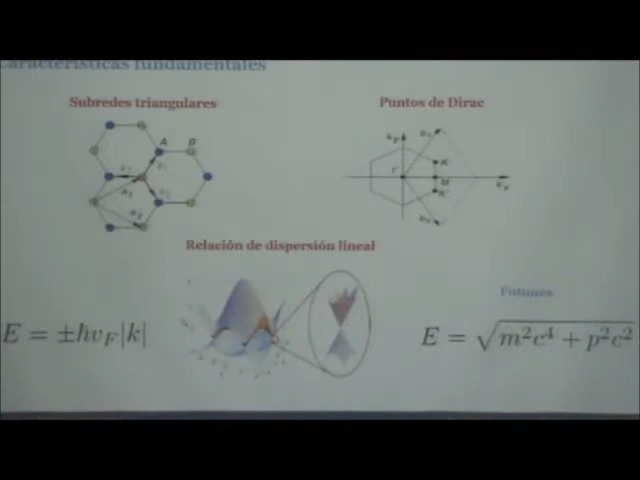 Características fundamentales
Subredes triangulares
Puntos de Dirac
A B
Γ
K
M
K'
Relación de dispersión lineal
Fotones
E = ±ħv_F|k|
E = √m²c⁴ + p²c²